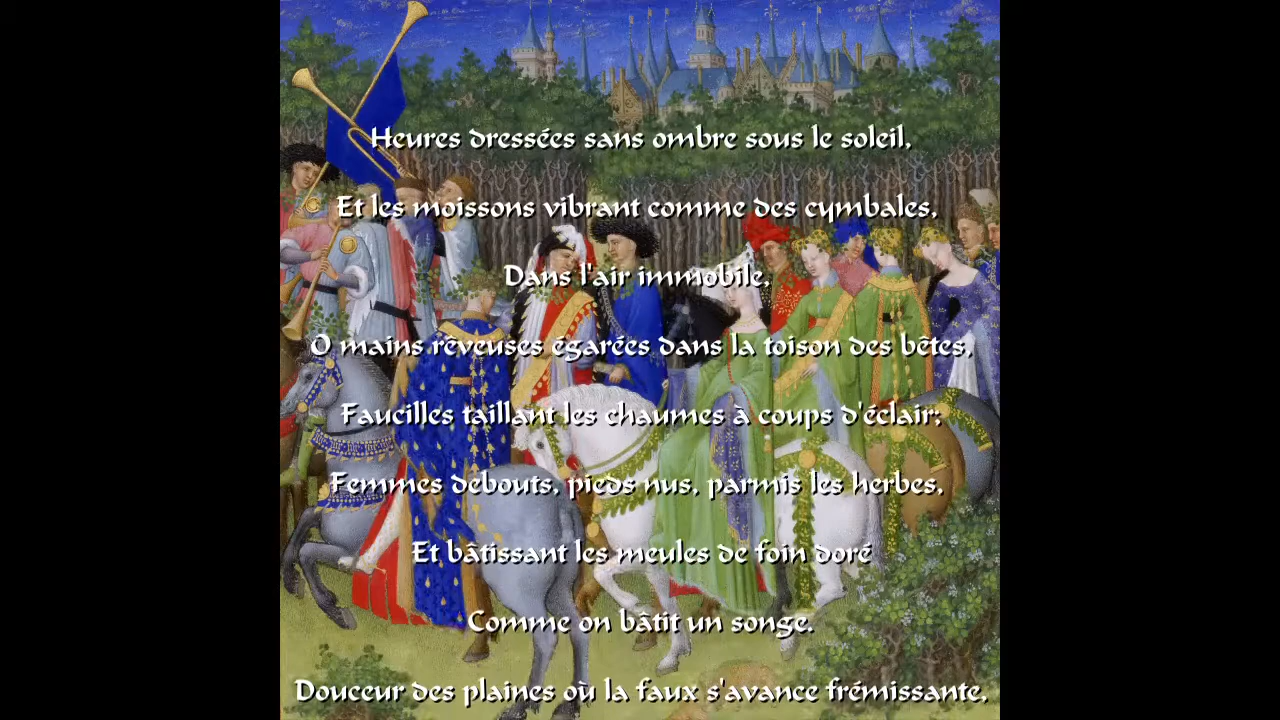 Heures dressées sans ombre sous le soleil,
Et les moissons vibrant comme des cymbales,
Dans l'air immobile,
O mains rêveuses égarées dans la toison des bêtes,
Faucilles taillant les chaumes à coups d'éclair;
Femmes debouts, pieds nus, parmis les herbes,
Et bâtissant les meules de foin doré
Comme on bâtit un songe.
Douceur des plaines où la faux s'avance frémissante,